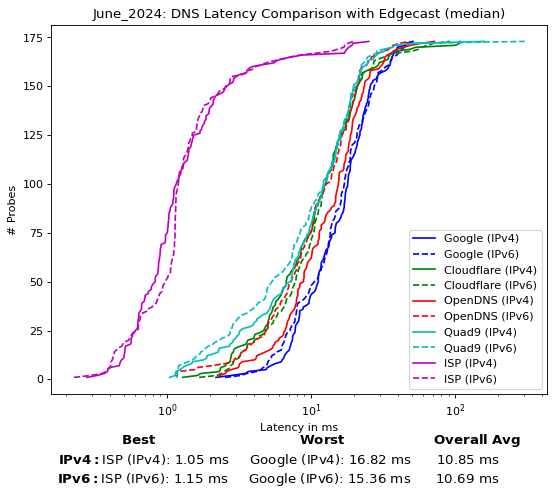 June_2024: DNS Latency Comparison with Edgecast (median)
175
150
125
100
75
50
25
0
# Probes
Google (IPv4)
Google (IPv6)
Cloudflare (IPv4)
Cloudflare (IPv6)
OpenDNS (IPv4)
OpenDNS (IPv6)
Quad9 (IPv4)
Quad9 (IPv6)
ISP (IPv4)
ISP (IPv6)
10⁰ 10¹ 10²
Latency in ms
Best Worst Overall Avg
IPv4: ISP (IPv4): 1.05 ms Google (IPv4): 16.82 ms 10.85 ms
IPv6: ISP (IPv6): 1.15 ms Google (IPv6): 15.36 ms 10.69 ms